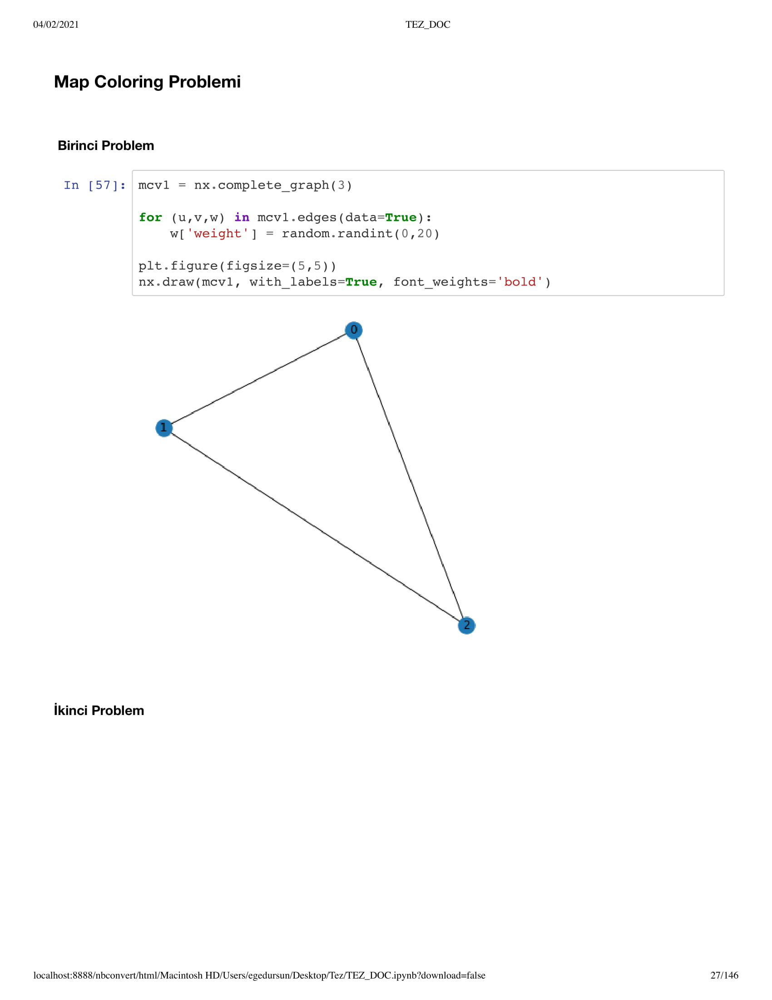 04/02/2021 TEZ_DOC
Map Coloring Problemi
Birinci Problem
In [57]: mcv1 = nx.complete_graph(3)
for (u,v,w) in mcv1.edges(data=True):
    w['weight'] = random.randint(0,20)
plt.figure(figsize=(5,5))
nx.draw(mcv1, with_labels=True, font_weights='bold')
0
1
2
İkinci Problem
localhost:8888/nbconvert/html/Macintosh HD/Users/egedursun/Desktop/Tez/TEZ_DOC.ipynb?download=false 27/146